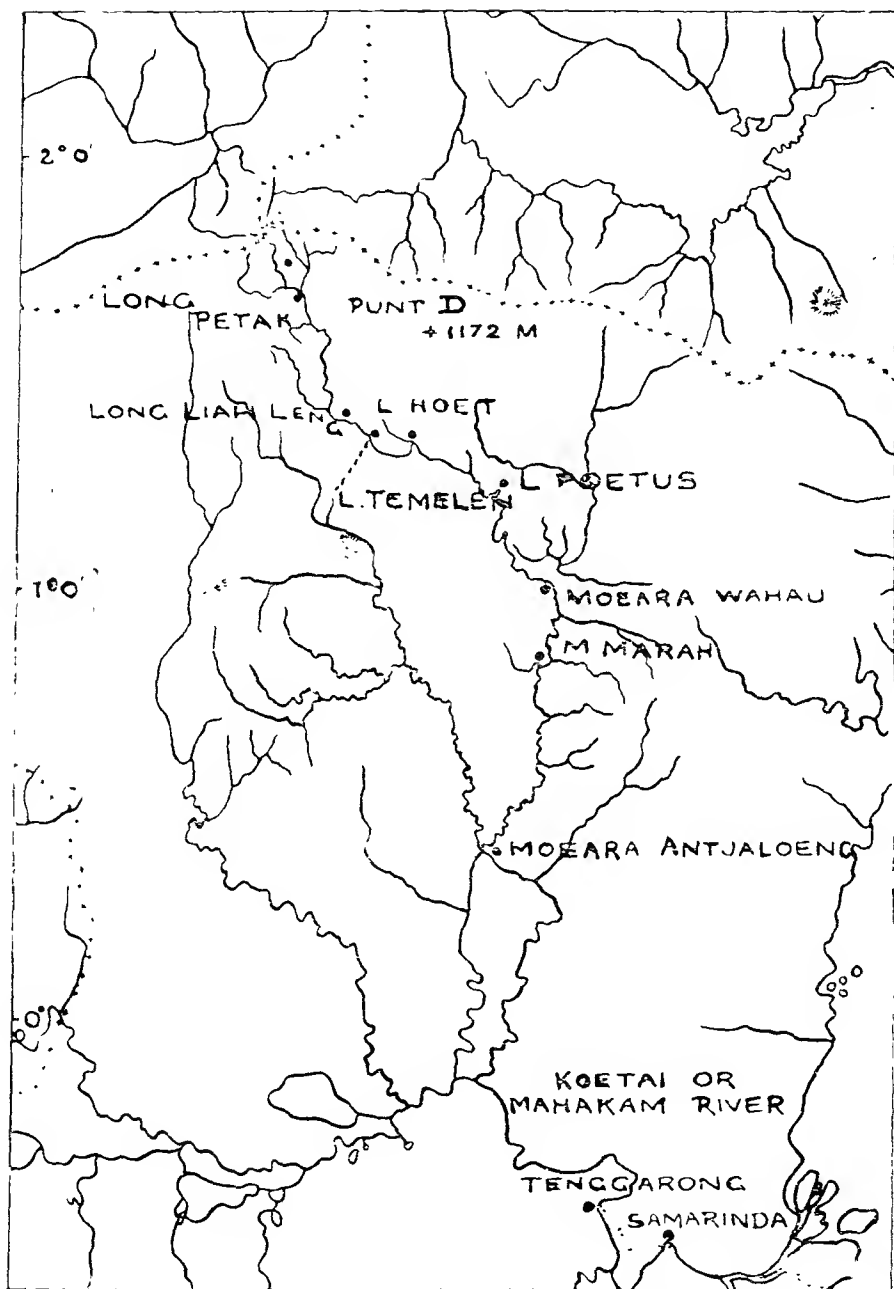 2°0'
LONG
PETAK
PUNT D
+ 1172 M
LONG LIAH LENG
L HOET
L. TEMELEN
L POETUS
1°0'
MOEARA WAHAU
M MARAH
MOEARA ANTJALOENG
0°
KOETAI OR
MAHAKAM RIVER
TENGGARONG
SAMARINDA